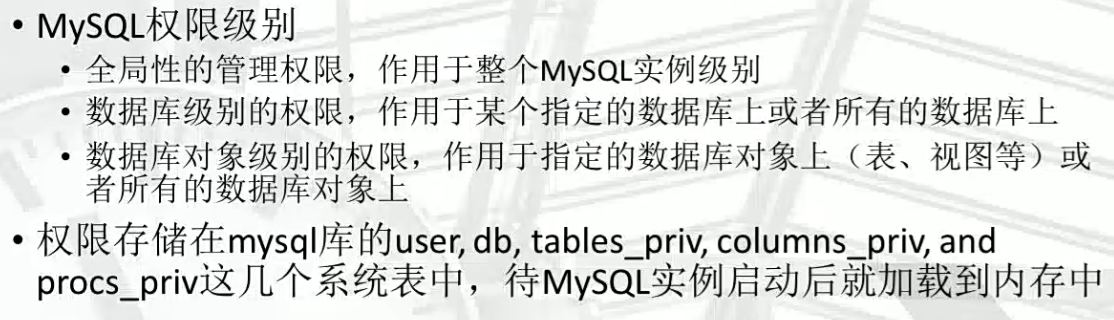 • MySQL权限级别
• 全局性的管理权限，作用于整个MySQL实例级别
• 数据库级别的权限，作用于某个指定的数据库上或者所有的数据库上
• 数据库对象级别的权限，作用于指定的数据库对象上（表、视图等）或
者所有的数据库对象上
• 权限存储在mysql库的user, db, tables_priv, columns_priv, and
procs_priv这几个系统表中，待MySQL实例启动后就加载到内存中